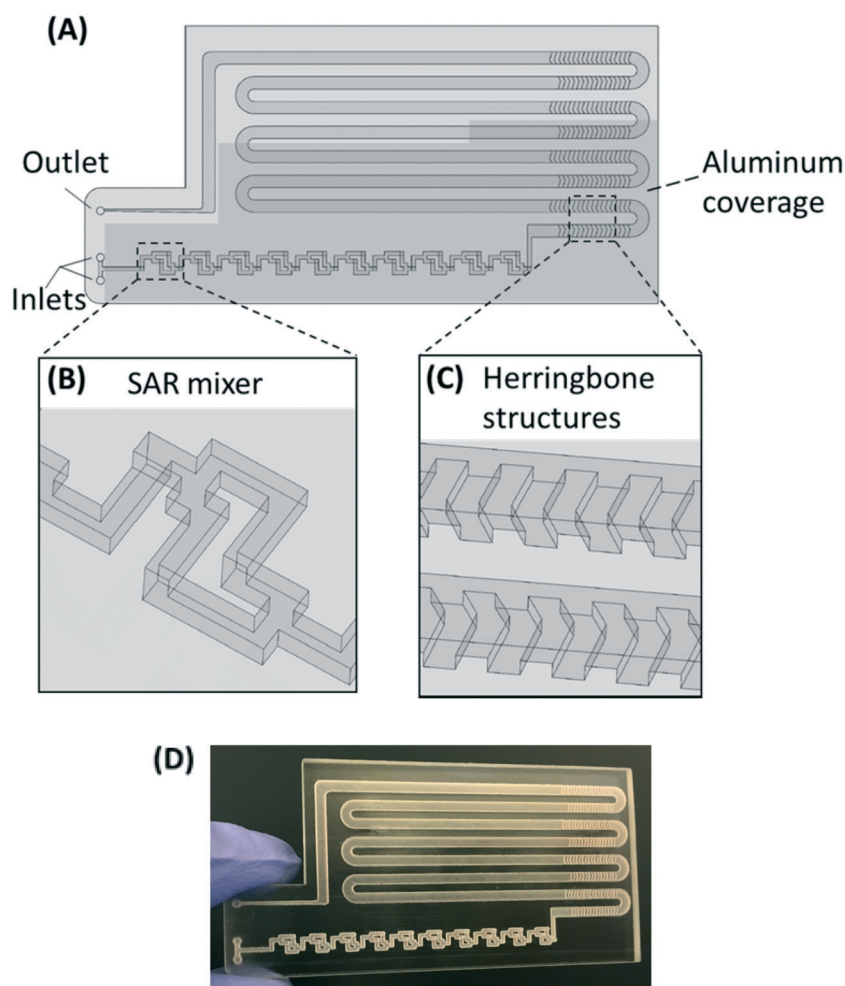 (A)
Outlet
Aluminum
coverage
Inlets
(B) SAR mixer
(C) Herringbone
structures
(D)